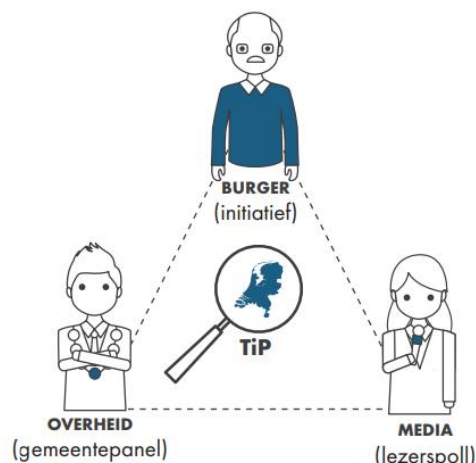 BURGER
(initiatief)
TiP
OVERHEID
(gemeentepanel)
MEDIA
(lezerspoll)